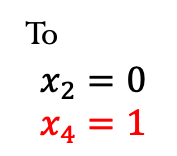 To
x₂ = 0
x₄ = 1